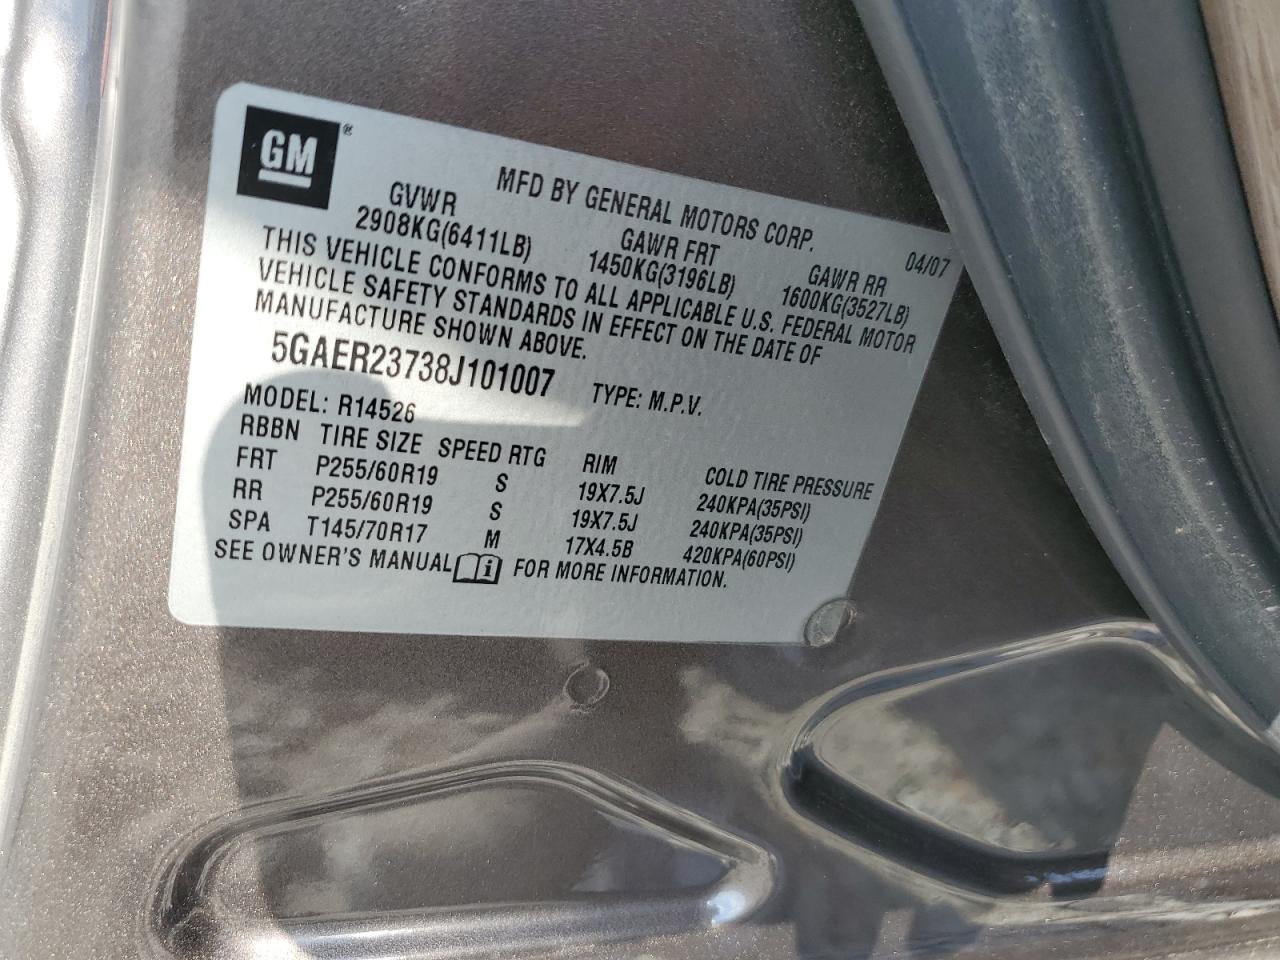 GM®
MFD BY GENERAL MOTORS CORP. 04/07
GVWR GAWR FRT GAWR RR
2908KG(6411LB) 1450KG(3196LB) 1600KG(3527LB)
THIS VEHICLE CONFORMS TO ALL APPLICABLE U.S. FEDERAL MOTOR
VEHICLE SAFETY STANDARDS IN EFFECT ON THE DATE OF
MANUFACTURE SHOWN ABOVE.
5GAER23738J101007 TYPE: M.P.V.
MODEL: R14526
RBBN TIRE SIZE SPEED RTG RIM COLD TIRE PRESSURE
FRT P255/60R19 S 19X7.5J 240KPA(35PSI)
RR P255/60R19 S 19X7.5J 240KPA(35PSI)
SPA T145/70R17 M 17X4.5B 420KPA(60PSI)
SEE OWNER'S MANUAL i FOR MORE INFORMATION.